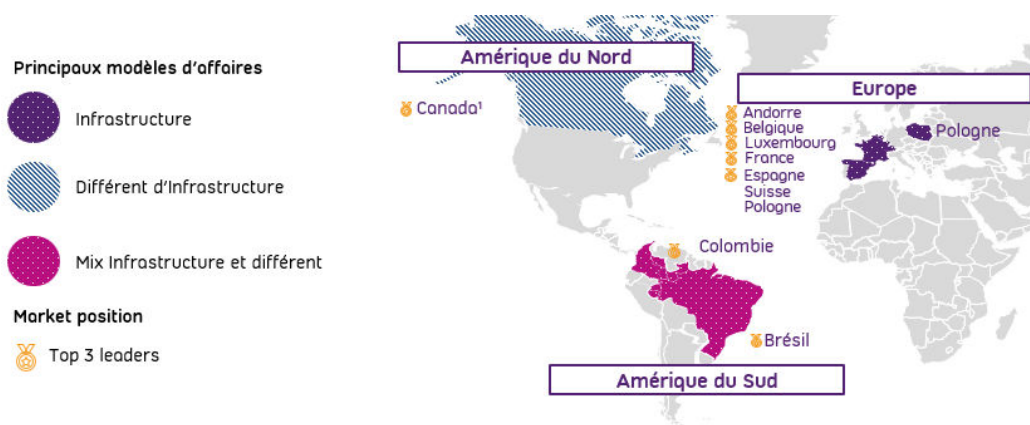 Principaux modèles d'affaires
Infrastructure
Différent d'Infrastructure
Mix Infrastructure et différent
Market position
Top 3 leaders
Amérique du Nord
Canada¹
Europe
Andorre
Belgique
Luxembourg
France
Espagne
Suisse
Pologne
Pologne
Colombie
Brésil
Amérique du Sud